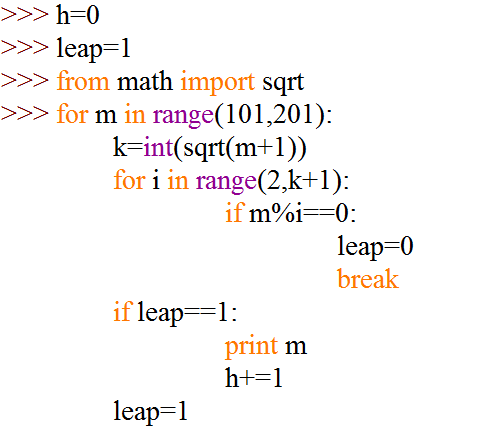 >>> h=0
>>> leap=1
>>> from math import sqrt
>>> for m in range(101,201):
k=int(sqrt(m+1))
for i in range(2,k+1):
if m%i==0:
leap=0
break
if leap==1:
print m
h+=1
leap=1